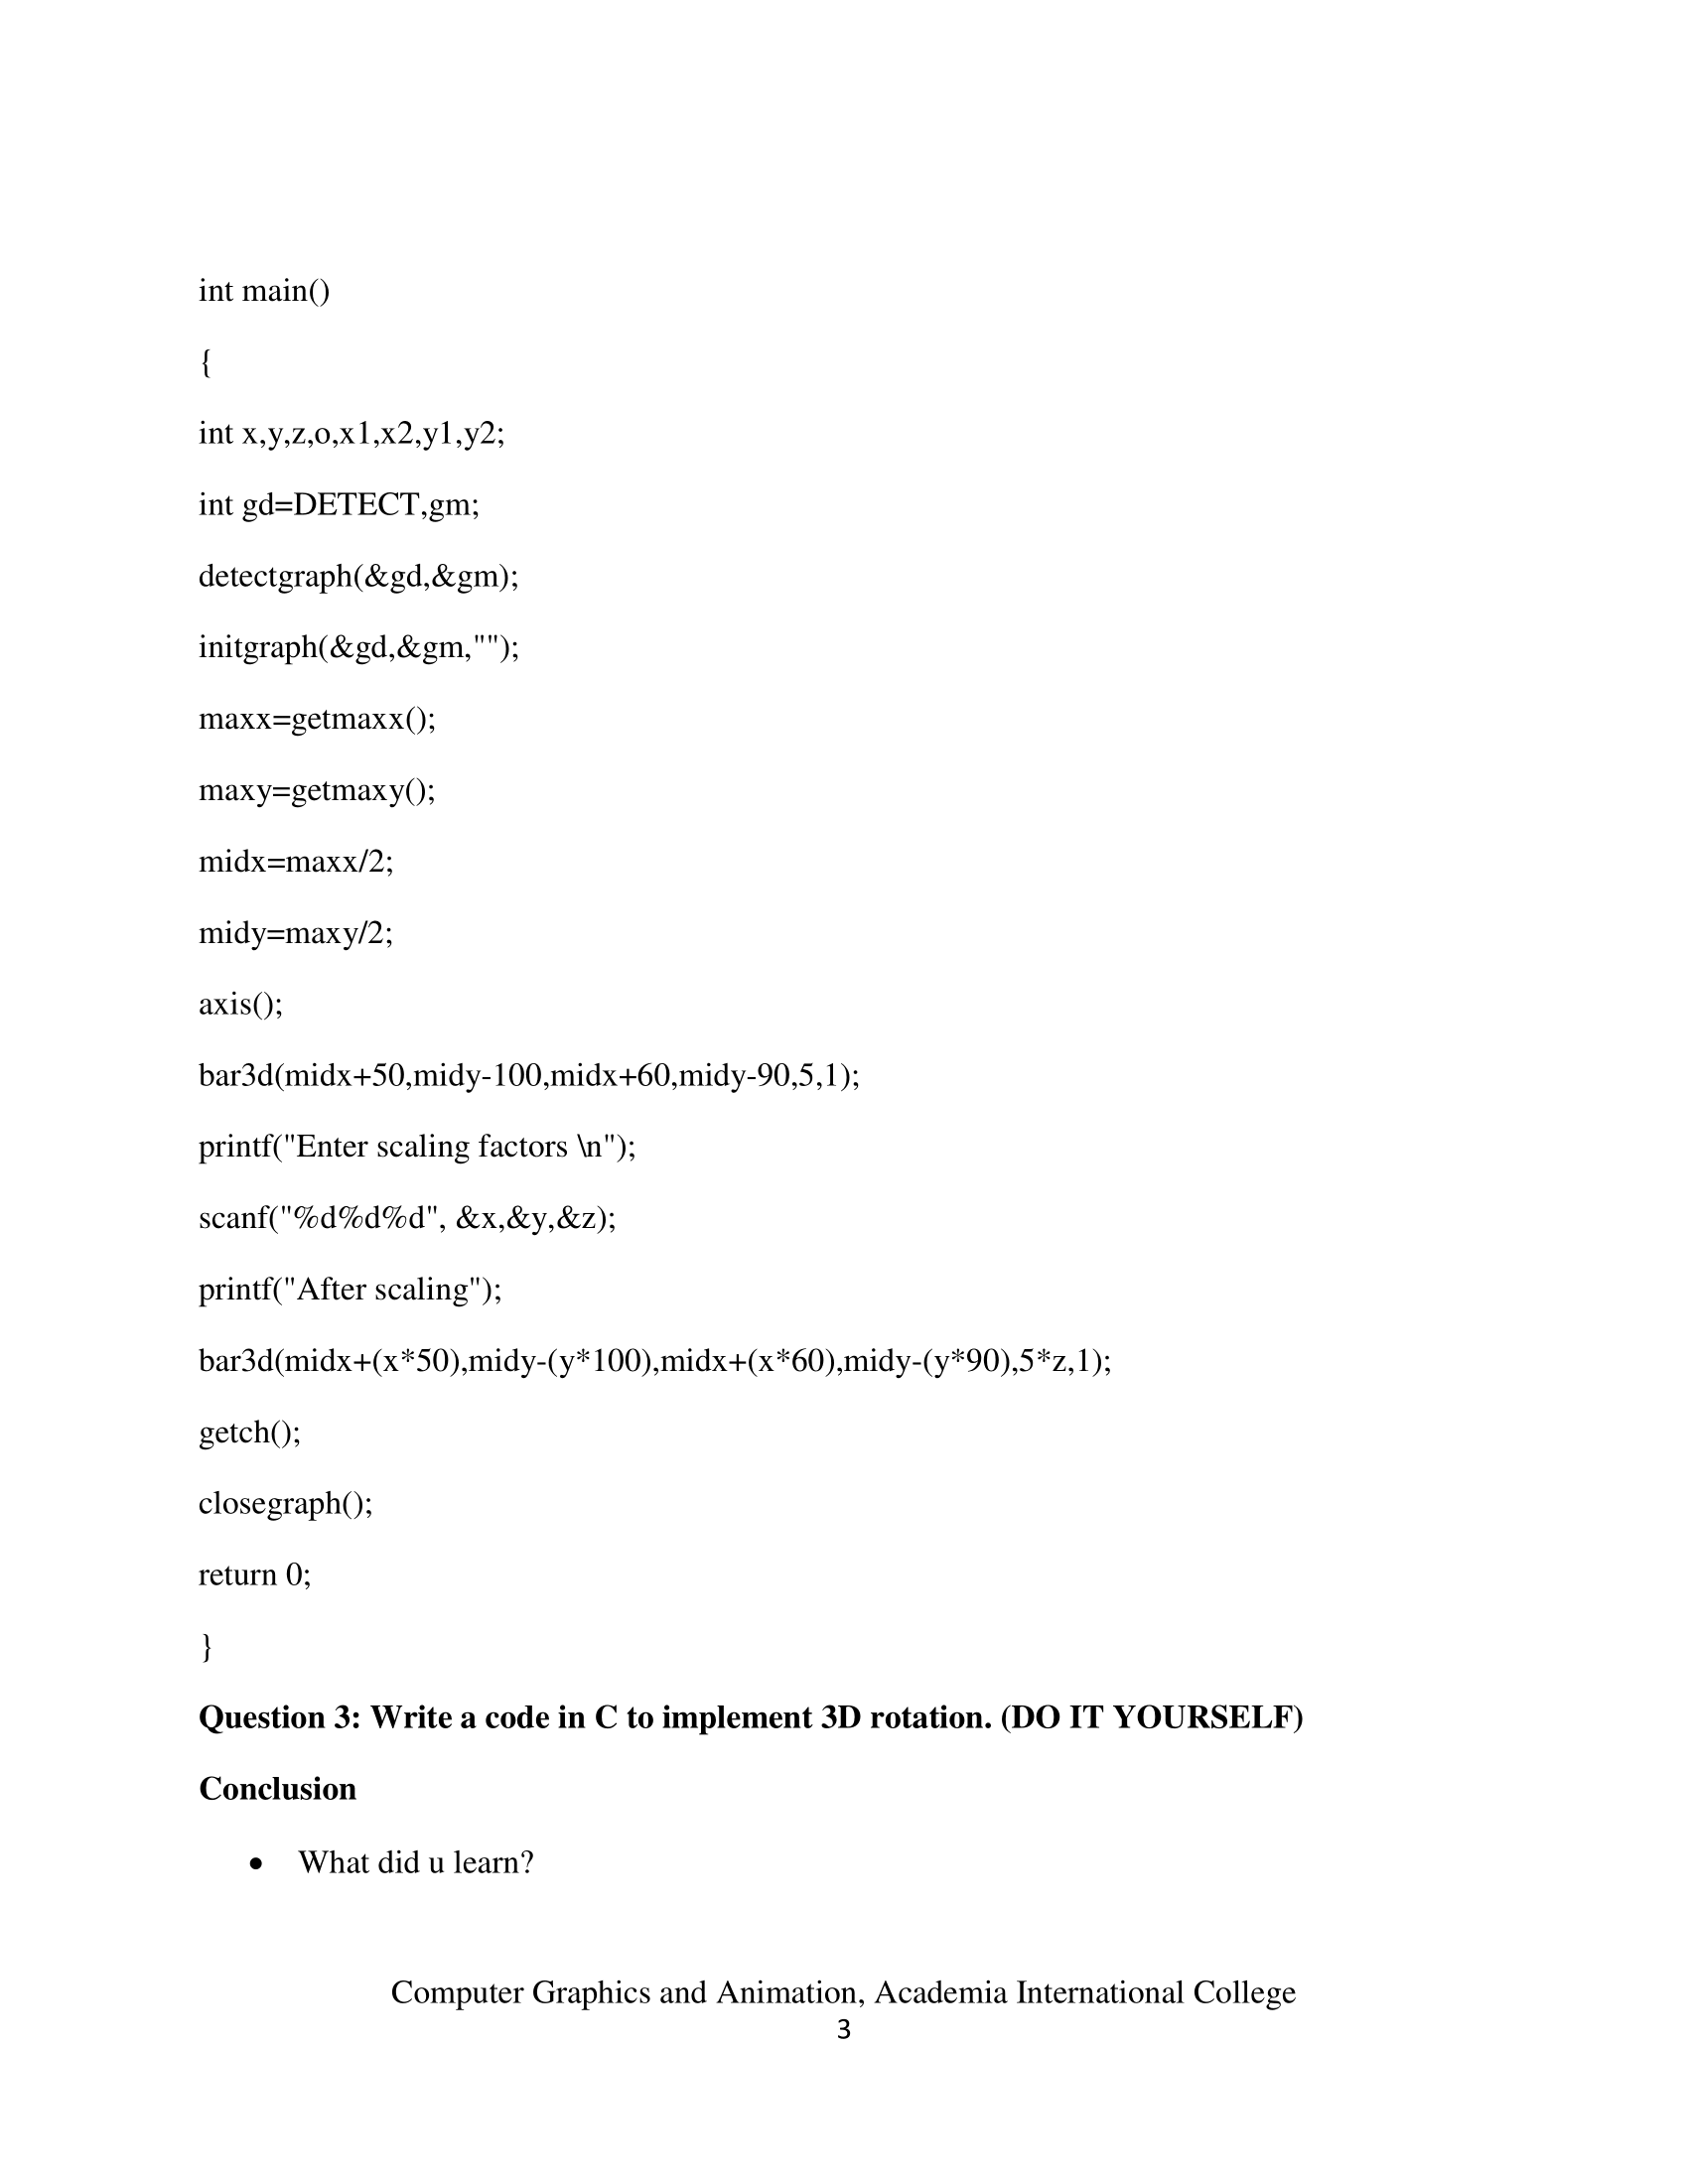 int main()
{
int x,y,z,o,x1,x2,y1,y2;
int gd=DETECT,gm;
detectgraph(&gd,&gm);
initgraph(&gd,&gm,"");
maxx=getmaxx();
maxy=getmaxy();
midx=maxx/2;
midy=maxy/2;
axis();
bar3d(midx+50,midy-100,midx+60,midy-90,5,1);
printf("Enter scaling factors \n");
scanf("%d%d%d", &x,&y,&z);
printf("After scaling");
bar3d(midx+(x*50),midy-(y*100),midx+(x*60),midy-(y*90),5*z,1);
getch();
closegraph();
return 0;
}
Question 3: Write a code in C to implement 3D rotation. (DO IT YOURSELF)
Conclusion
• What did u learn?
Computer Graphics and Animation, Academia International College
3